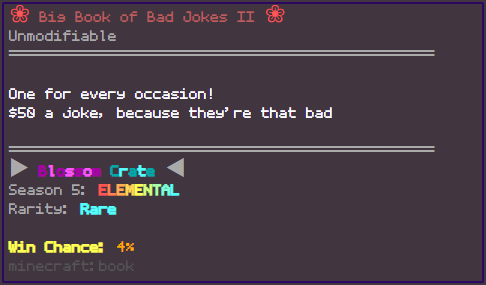 ❀ Big Book of Bad Jokes II ❀
Unmodifiable
One for every occasion!
$50 a joke, because they're that bad
▶ Blossom Crate ◀
Season 5: ELEMENTAL
Rarity: Rare
Win Chance: 4%
minecraft:book